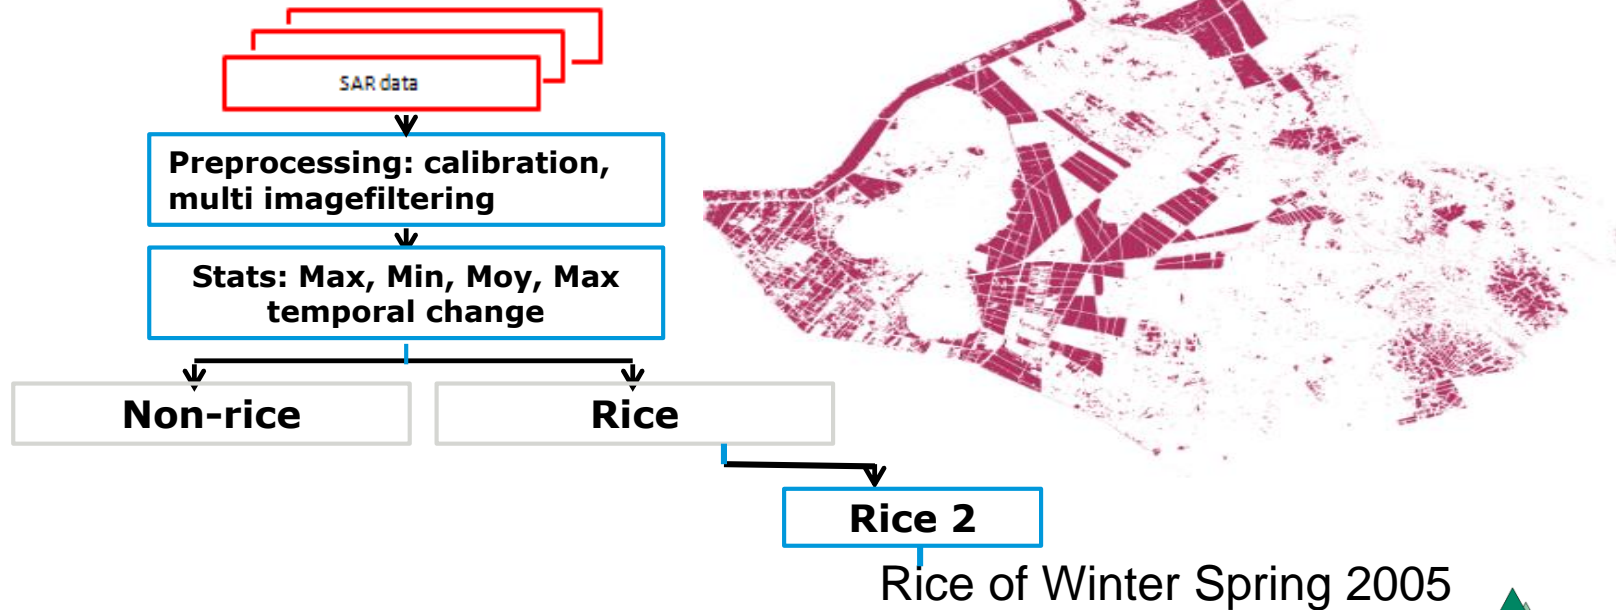 SAR data
Preprocessing: calibration,
multi imagefiltering
Stats: Max, Min, Moy, Max
temporal change
Non-rice
Rice
Rice 2
Rice of Winter Spring 2005